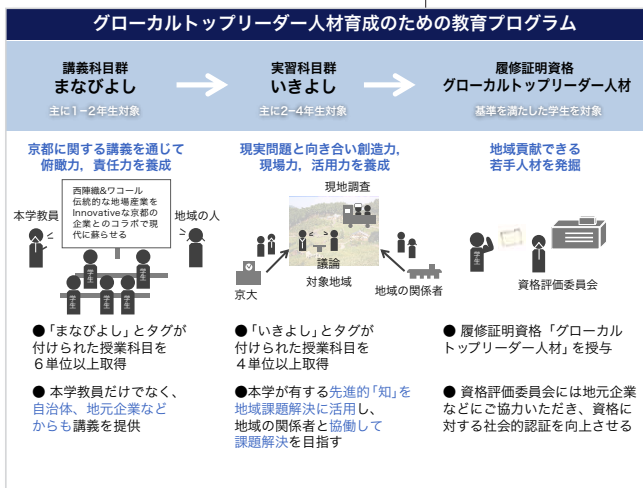 グローカルトップリーダー人材育成のための教育プログラム
講義科目群
まなびよし
主に1−2年生対象
実習科目群
いきよし
主に2−4年生対象
履修証明資格
グローカルトップリーダー人材
基準を満たした学生を対象
京都に関する講義を通じて
俯瞰力，責任力を養成
本学教員
西陣織&ワコール
伝統的な地場産業を
Innovativeな京都の
企業とのコラボで現
代に蘇らせる
地域の人
学生
学生
学生
学生
学生
●「まなびよし」とタグが
付けられた授業科目を
６単位以上取得
● 本学教員だけでなく、
自治体、地元企業など
からも講義を提供
現実問題と向き合い創造力，
現場力，活用力を養成
現地調査
議論
京大
対象地域
地域の関係者
●「いきよし」とタグが
付けられた授業科目を
４単位以上取得
●本学が有する先進的「知」を
地域課題解決に活用し、
地域の関係者と協働して
課題解決を目指す
地域貢献できる
若手人材を発掘
学生
資格評価委員会
● 履修証明資格「グローカル
トップリーダー人材」を授与
● 資格評価委員会には地元企業
などにご協力いただき、資格に
対する社会的認証を向上させる